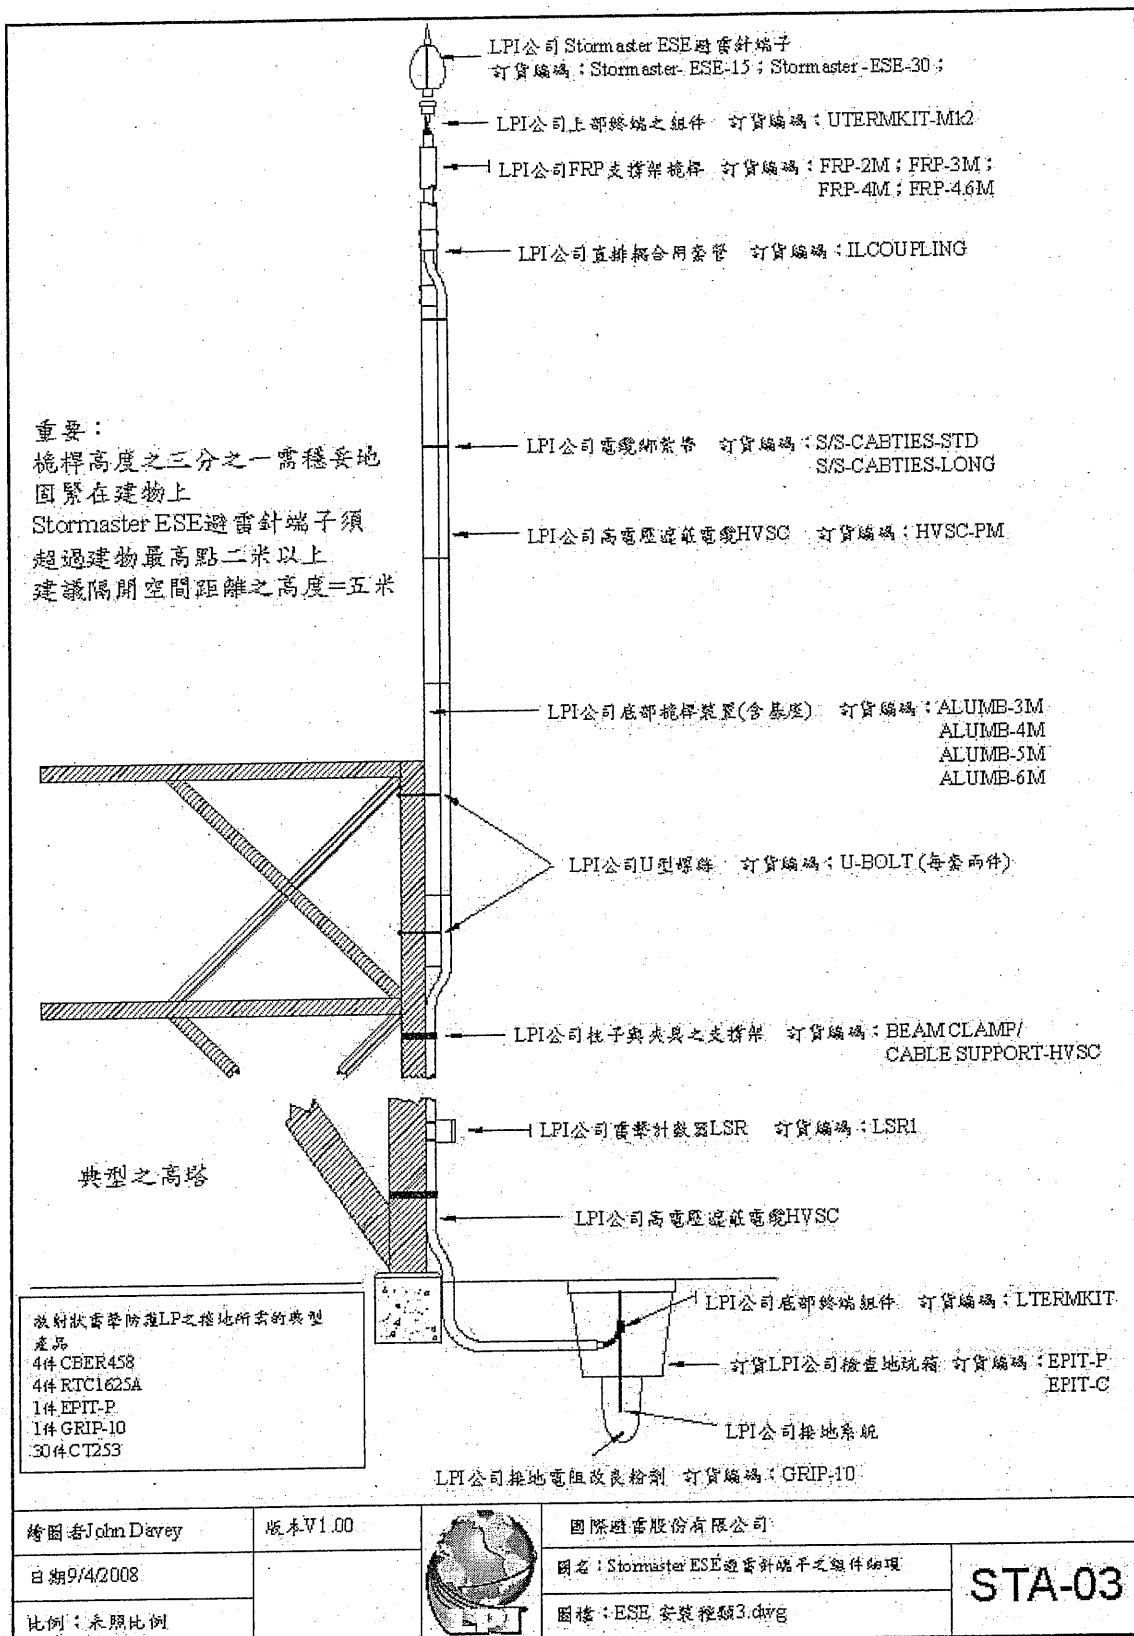 LPI公司 Stormaster ESE 避雷針端子
訂貨編碼：Stormaster-ESE-15；Stormaster-ESE-30；
LPI公司上部終端之組件 訂貨編碼：UTERMKIT-Mk2
LPI公司FRP支撐架桅桿 訂貨編碼：FRP-2M；FRP-3M；
FRP-4M；FRP-4.6M
LPI公司直排耦合用套管 訂貨編碼：ILCOUPLING
重要：
桅桿高度之三分之一需穩妥地
固緊在建物上
Stormaster ESE避雷針端子須
超過建物最高點二米以上
建議隔開空間距離之高度=五米
LPI公司電纜綁紮帶 訂貨編碼：S/S-CABTIES-STD
S/S-CABTIES-LONG
LPI公司高電壓遮蔽電纜HVSC 訂貨編碼：HVSC-PM
LPI公司底部桅桿裝置(含基座) 訂貨編碼：ALUMB-3M
ALUMB-4M
ALUMB-5M
ALUMB-6M
LPI公司U型螺絲 訂貨編碼：U-BOLT (每套兩件)
LPI公司柱子與夾具之支撐架 訂貨編碼：BEAM CLAMP/
CABLE SUPPORT-HVSC
LPI公司雷擊計數器LSR 訂貨編碼：LSR1
典型之高塔
LPI公司高電壓遮蔽電纜HVSC
放射狀雷擊防護LP之接地所需的典型
產品
4件 CBER458
4件 RTC1625A
1件 EPIT-P
1件 GRIP-10
30件 CT253
LPI公司底部終端組件 訂貨編碼：LTERMKIT
訂貨LPI公司檢查地坑箱 訂貨編碼：EPIT-P
EPIT-C
LPI公司接地系統
LPI公司接地電阻改良粉劑 訂貨編碼：GRIP-10
繪圖者John Davey
版本V1.00
日期9/4/2008
比例：未照比例
國際避雷股份有限公司
圖名：Stormaster ESE避雷針端子之組件細項
圖檔：ESE 安裝種類3.dwg
STA-03